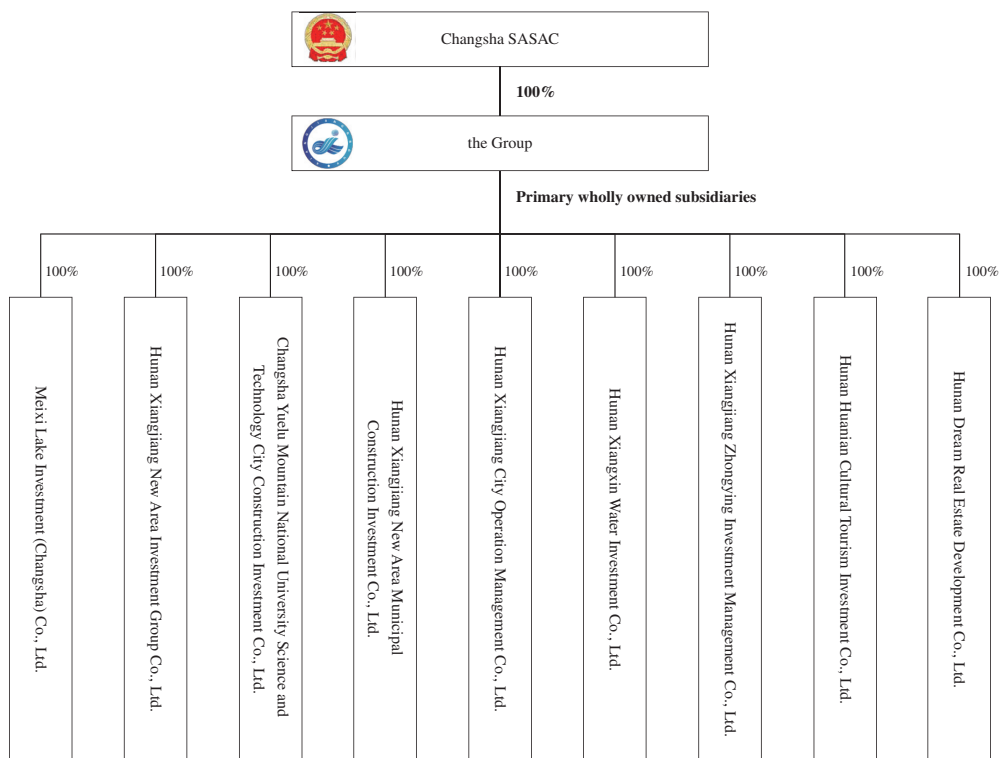 Changsha SASAC
100%
the Group
Primary wholly owned subsidiaries
100%
100%
100%
100%
100%
100%
100%
100%
100%
Meixi Lake Investment (Changsha) Co., Ltd.
Hunan Xiangjiang New Area Investment Group Co., Ltd.
Changsha Yuelu Mountain National University Science and
Technology City Construction Investment Co., Ltd.
Hunan Xiangjiang New Area Municipal
Construction Investment Co., Ltd.
Hunan Xiangjiang City Operation Management Co., Ltd.
Hunan Xiangxin Water Investment Co., Ltd.
Hunan Xiangjiang Zhongying Investment Management Co., Ltd.
Hunan Huanian Cultural Tourism Investment Co., Ltd.
Hunan Dream Real Estate Development Co., Ltd.